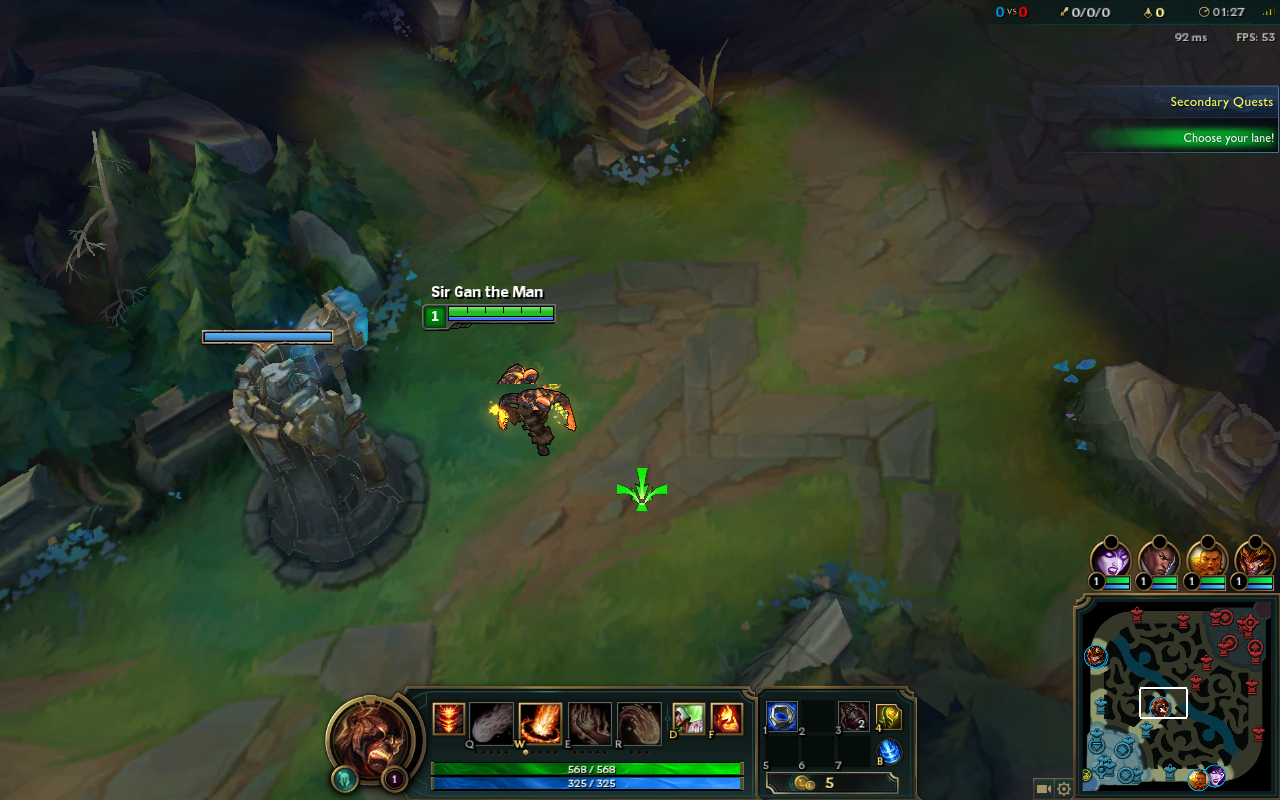 0 vs 0 0/0/0 0 01:27
92 ms FPS: 53
Secondary Quests
Choose your lane!
Sir Gan the Man
1
1 1 1 1
Q W E R D F
1 2 3 2 4
5 6 7 B
1
568 / 568
325 / 325
5